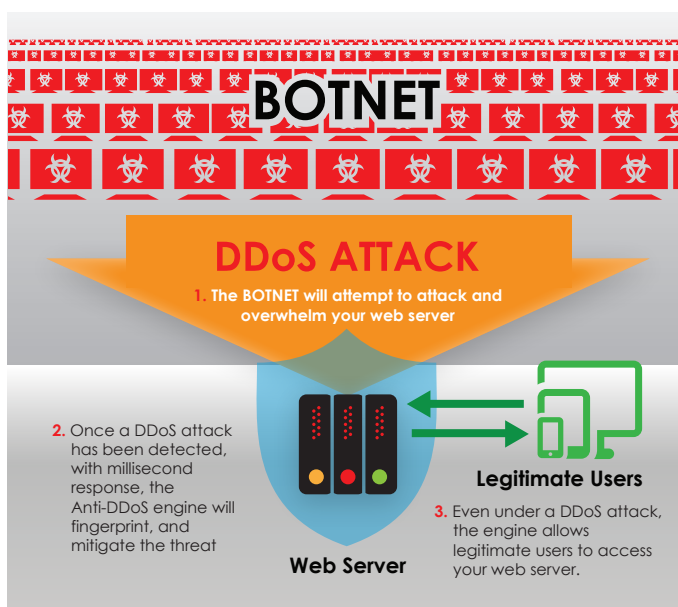 BOTNET
DDoS ATTACK
1. The BOTNET will attempt to attack and
overwhelm your web server
2. Once a DDoS attack
has been detected,
with millisecond
response, the
Anti-DDoS engine will
fingerprint, and
mitigate the threat
Web Server
Legitimate Users
3. Even under a DDoS attack,
the engine allows
legitimate users to access
your web server.